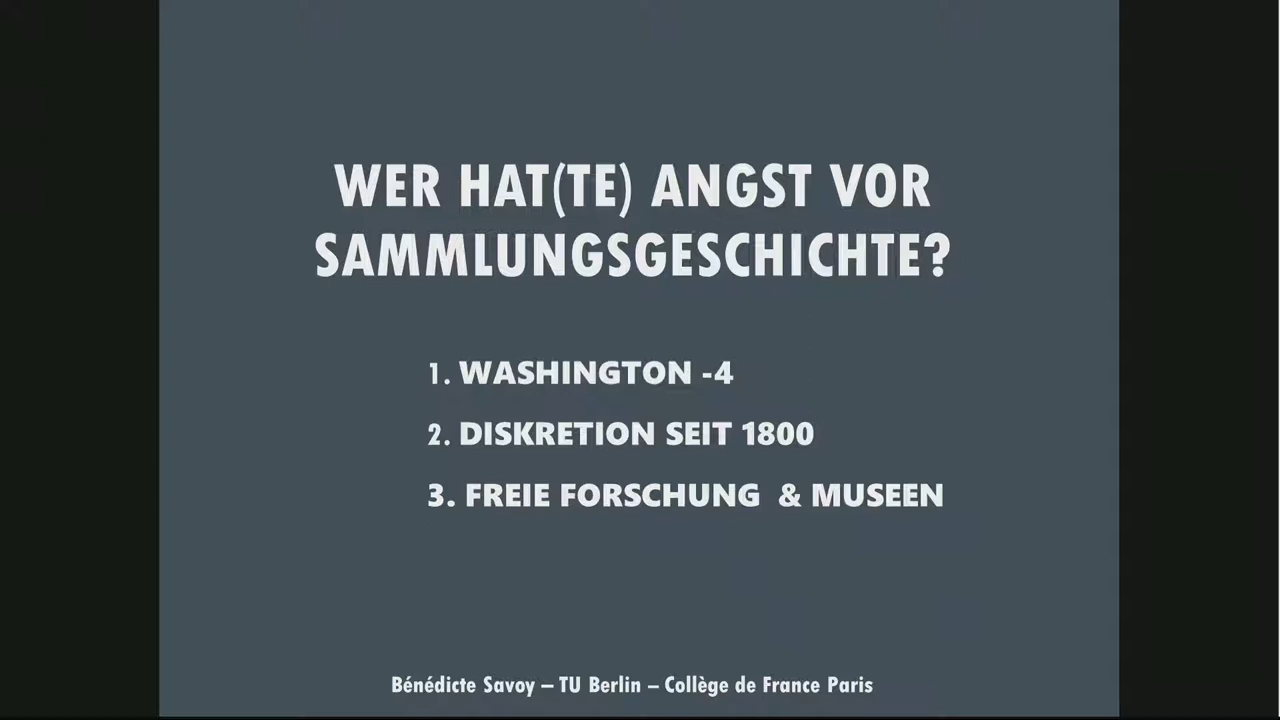 WER HAT(TE) ANGST VOR
SAMMLUNGSGESCHICHTE?
1. WASHINGTON -4
2. DISKRETION SEIT 1800
3. FREIE FORSCHUNG & MUSEEN
Bénédicte Savoy – TU Berlin – Collège de France Paris